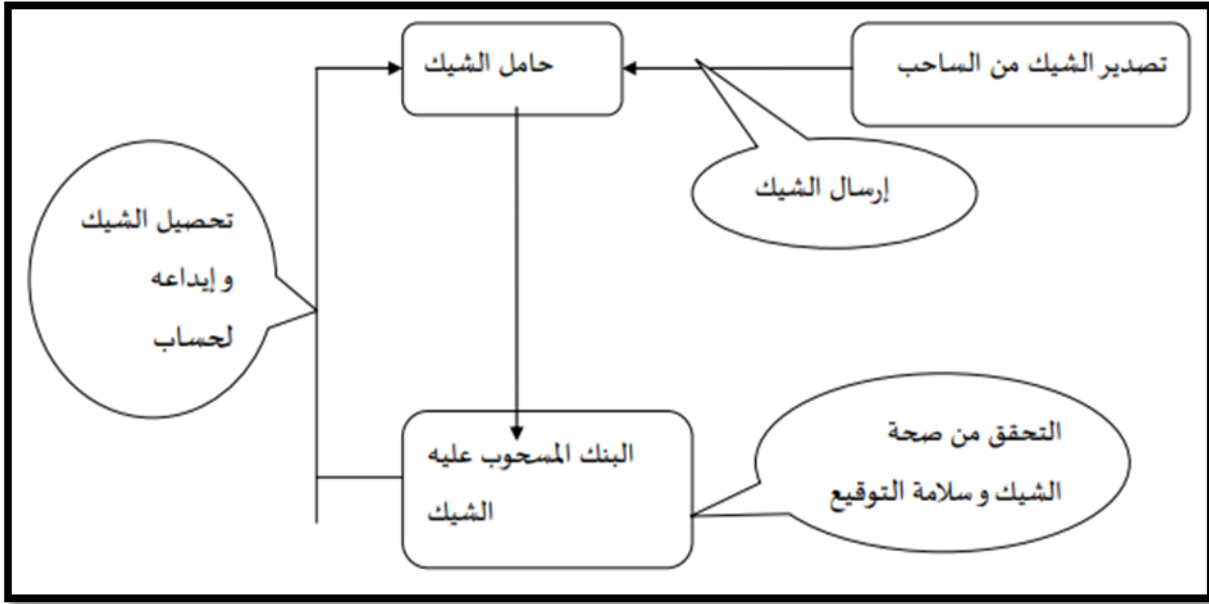 تصدير الشيك من الساحب
حامل الشيك
إرسال الشيك
تحصيل الشيك
و إيداعه
لحساب
التحقق من صحة
الشيك و سلامة التوقيع
البنك المسحوب عليه
الشيك